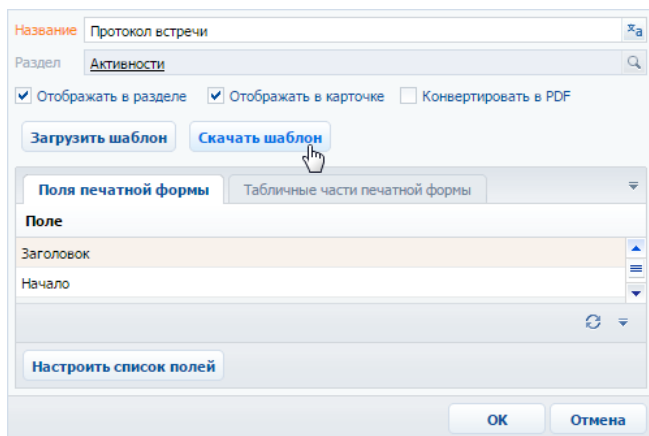 Название Протокол встречи xa
Раздел Активности
Отображать в разделе Отображать в карточке Конвертировать в PDF
Загрузить шаблон Скачать шаблон
Поля печатной формы Табличные части печатной формы
Поле
Заголовок
Начало
Настроить список полей
ОК Отмена